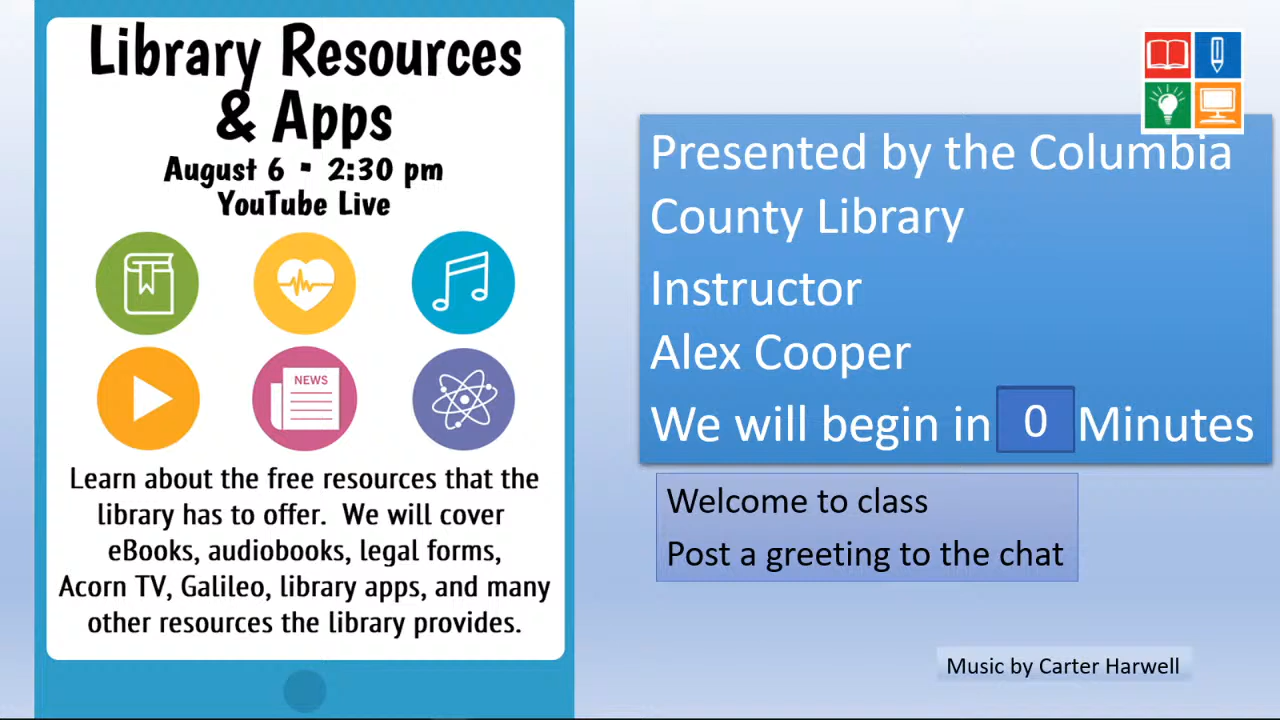 Library Resources
& Apps
August 6 ▪ 2:30 pm
YouTube Live
NEWS
Learn about the free resources that the
library has to offer. We will cover
eBooks, audiobooks, legal forms,
Acorn TV, Galileo, library apps, and many
other resources the library provides.
Presented by the Columbia
County Library
Instructor
Alex Cooper
We will begin in 0 Minutes
Welcome to class
Post a greeting to the chat
Music by Carter Harwell